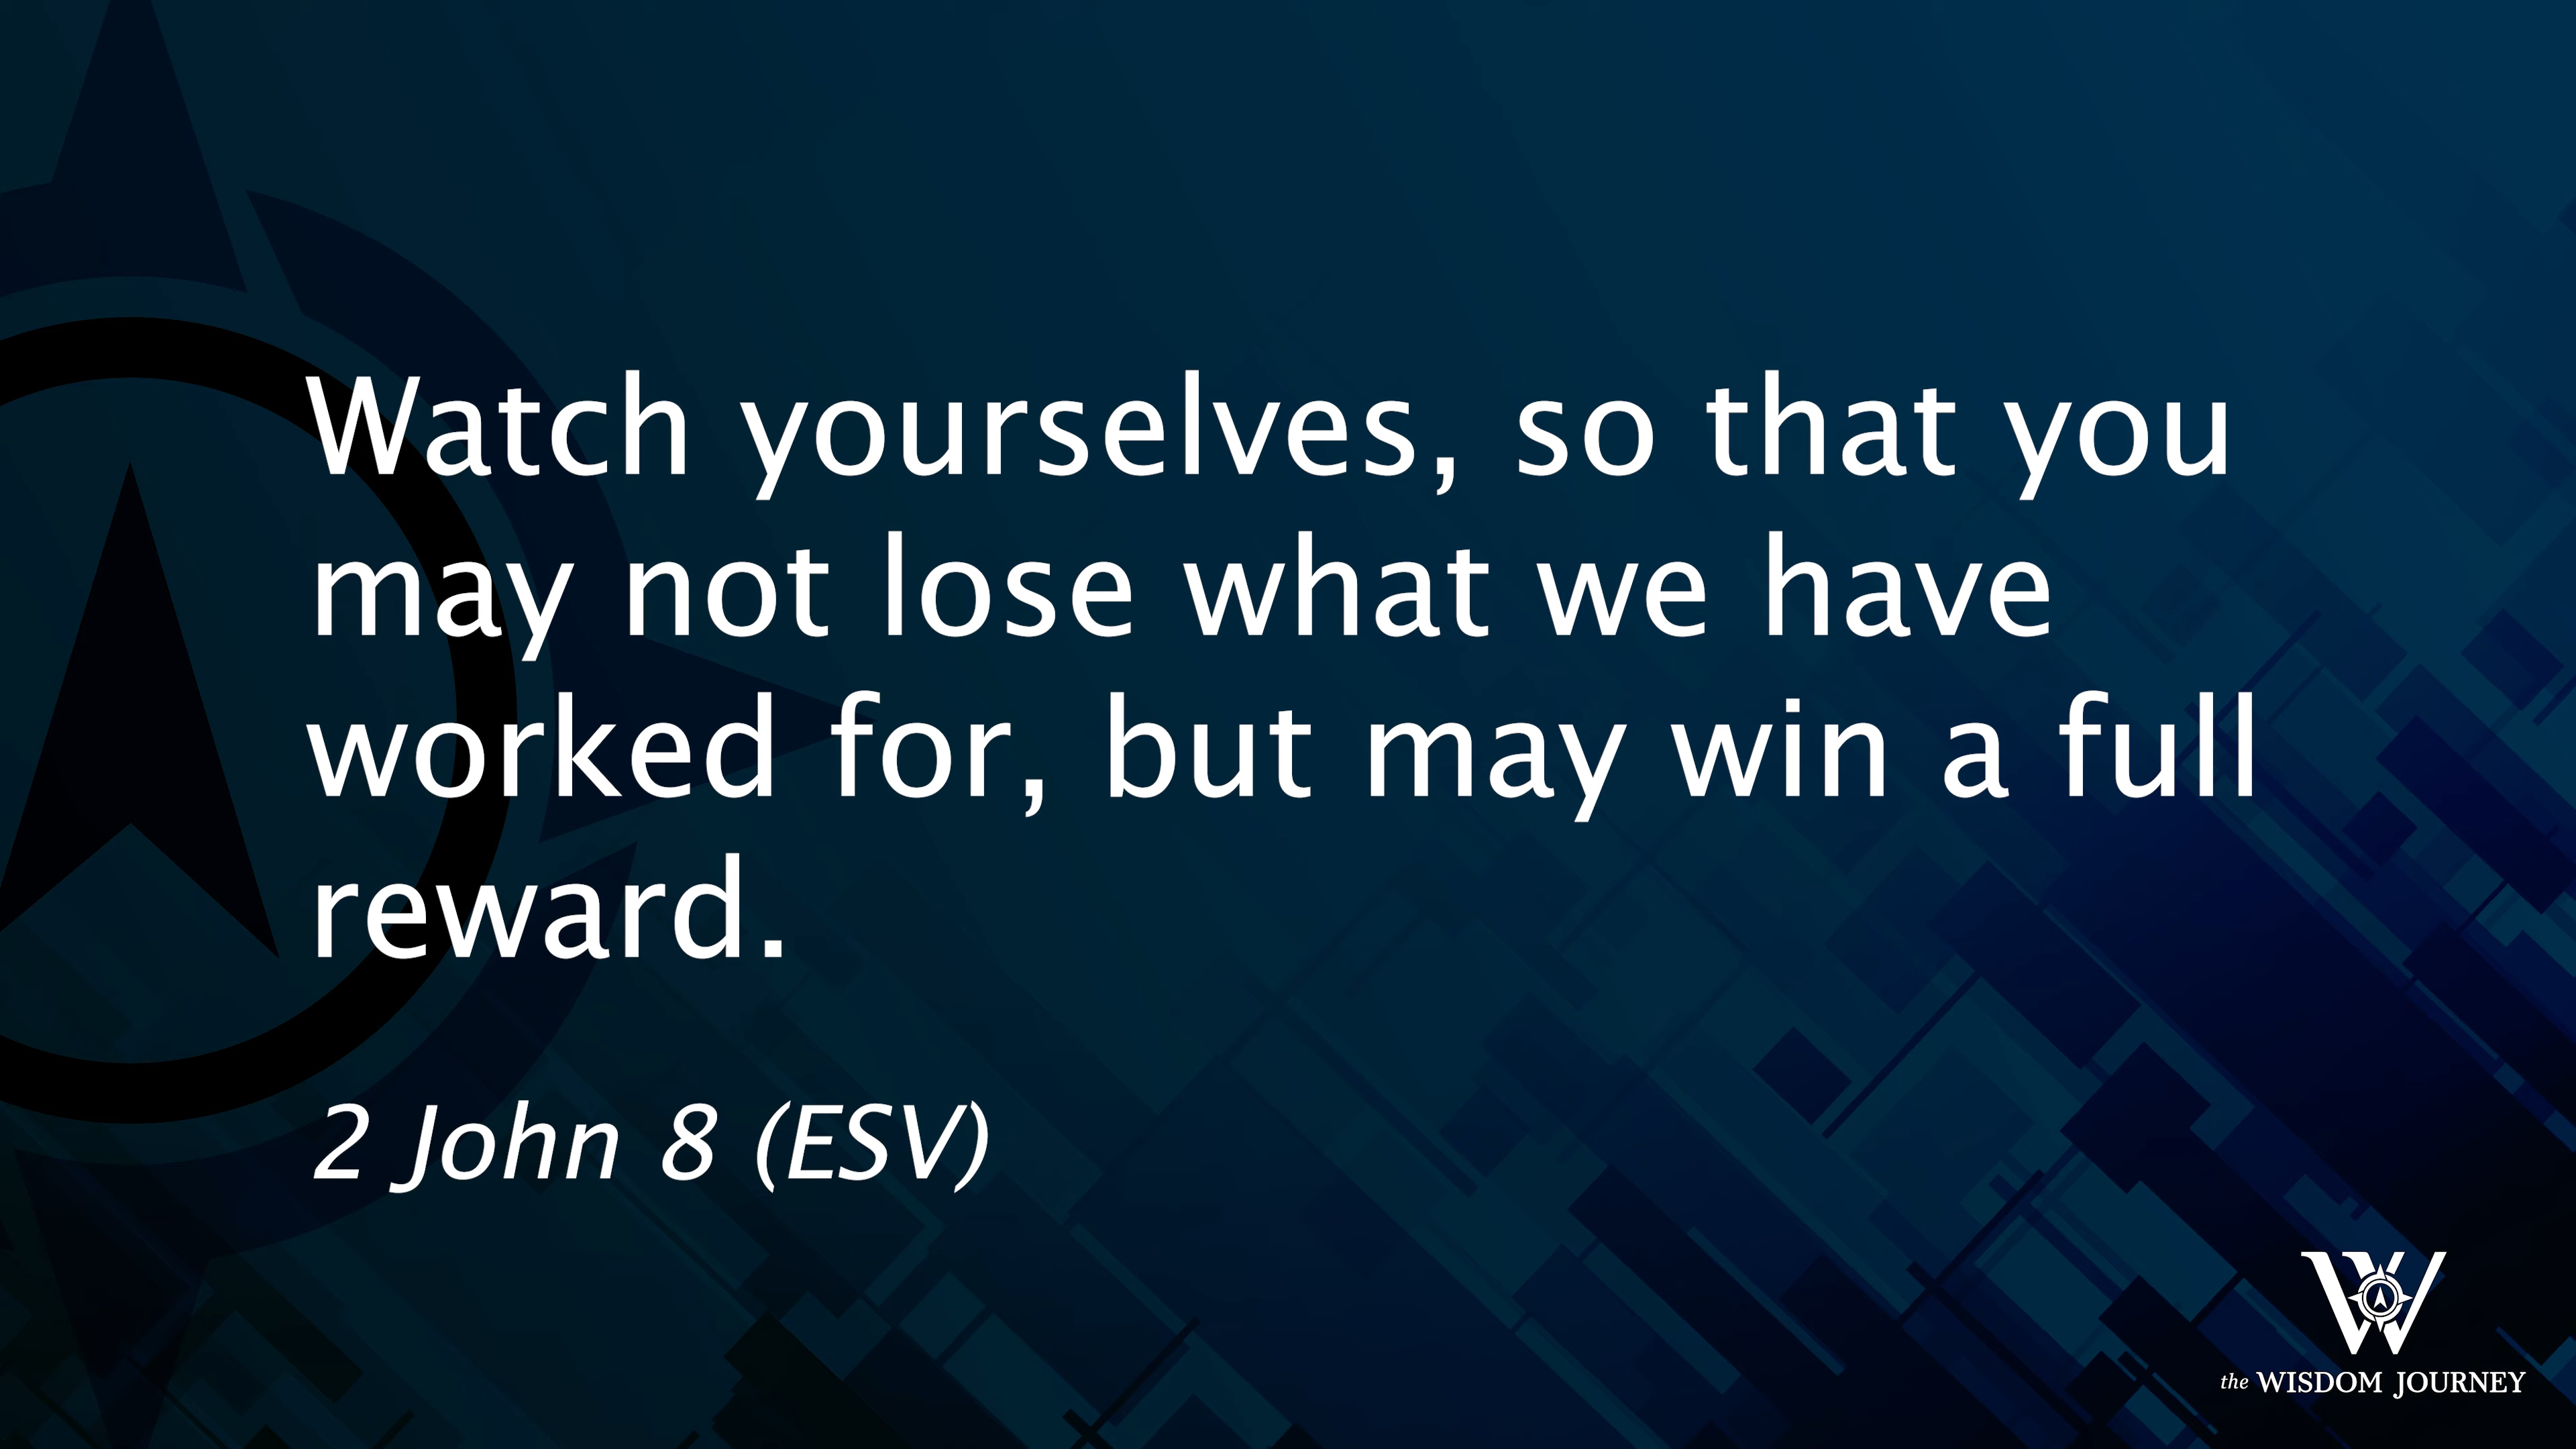 Watch yourselves, so that you
may not lose what we have
worked for, but may win a full
reward.
2 John 8 (ESV)
W
the WISDOM JOURNEY